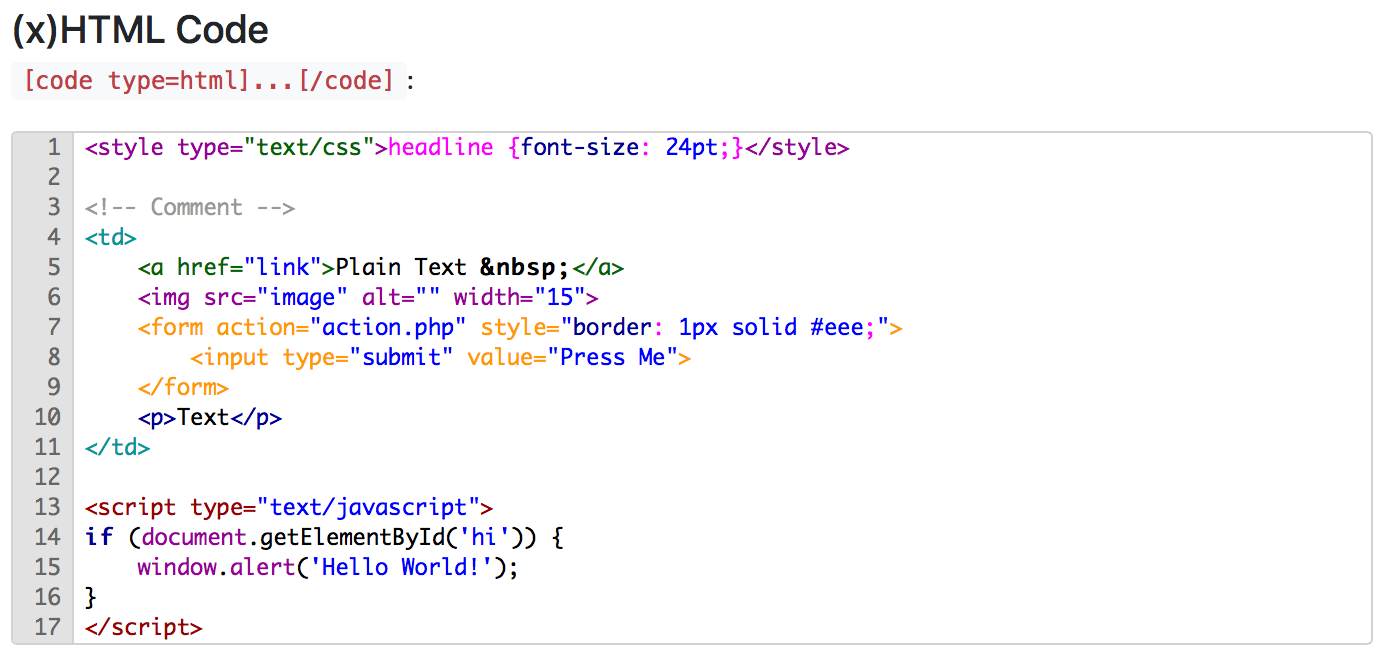 (x)HTML Code
[code type=html]...[/code] :
1 <style type="text/css">headline {font-size: 24pt;}</style>
2
3 <!-- Comment -->
4 <td>
5     <a href="link">Plain Text &nbsp;</a>
6     <img src="image" alt="" width="15">
7     <form action="action.php" style="border: 1px solid #eee;">
8         <input type="submit" value="Press Me">
9     </form>
10     <p>Text</p>
11 </td>
12
13 <script type="text/javascript">
14 if (document.getElementById('hi')) {
15     window.alert('Hello World!');
16 }
17 </script>